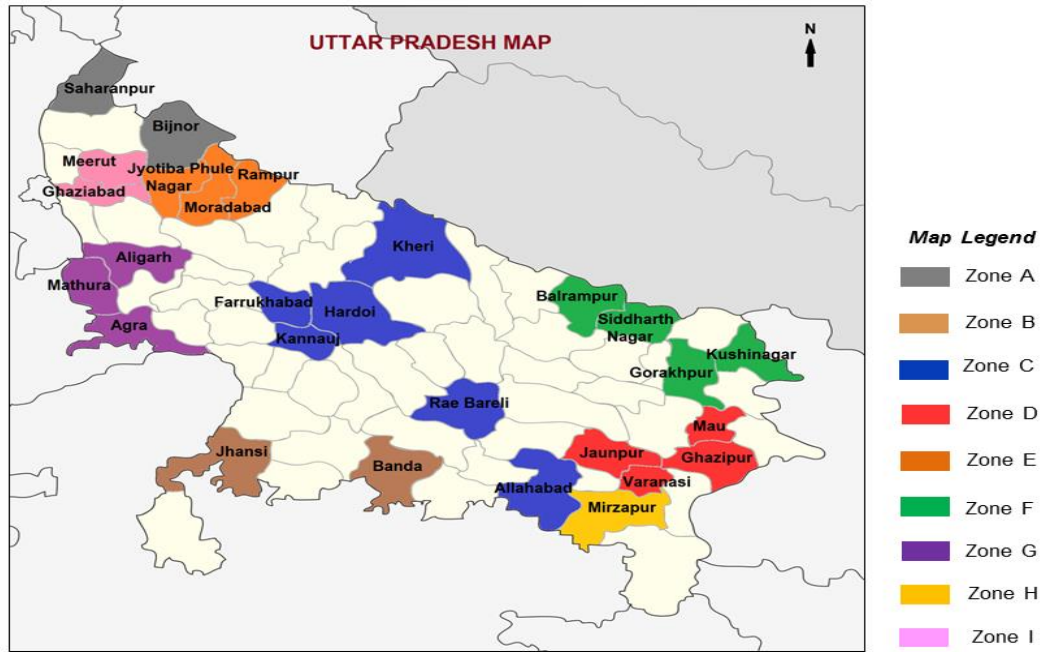 UTTAR PRADESH MAP
N
Saharanpur
Bijnor
Meerut
Jyotiba Phule
Nagar
Rampur
Ghaziabad
Moradabad
Aligarh
Kheri
Mathura
Farrukhabad
Hardoi
Balrampur
Siddharth
Nagar
Agra
Kannauj
Kushinagar
Gorakhpur
Rae Bareli
Mau
Jhansi
Banda
Jaunpur
Ghazipur
Allahabad
Varanasi
Mirzapur
Map Legend
Zone A
Zone B
Zone C
Zone D
Zone E
Zone F
Zone G
Zone H
Zone I